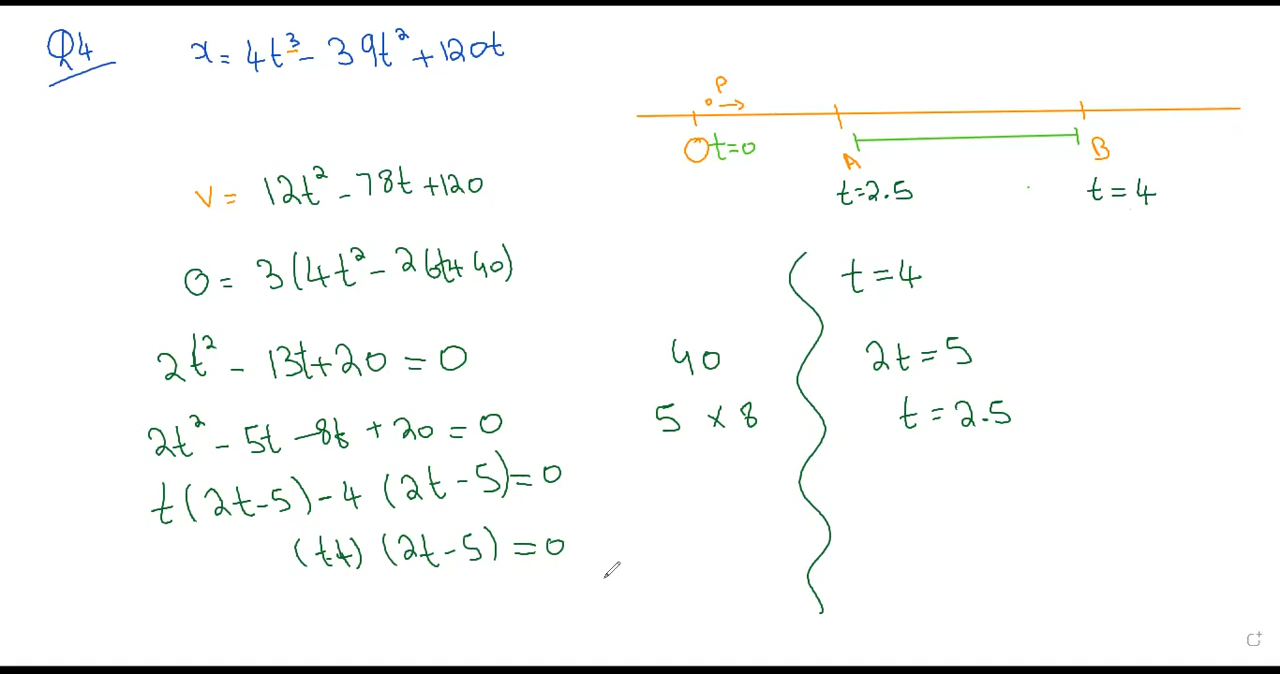 Q4
x = 4t³ - 39t² + 120t
P
O t=0
A
B
t=2.5
t = 4
v = 12t² - 78t + 120
0 = 3(4t² - 26t + 40)
2t² - 13t + 20 = 0
2t² - 5t - 8t + 20 = 0
t(2t-5) - 4 (2t-5) = 0
(t-4) (2t-5) = 0
40
5 × 8
t = 4
2t = 5
t = 2.5